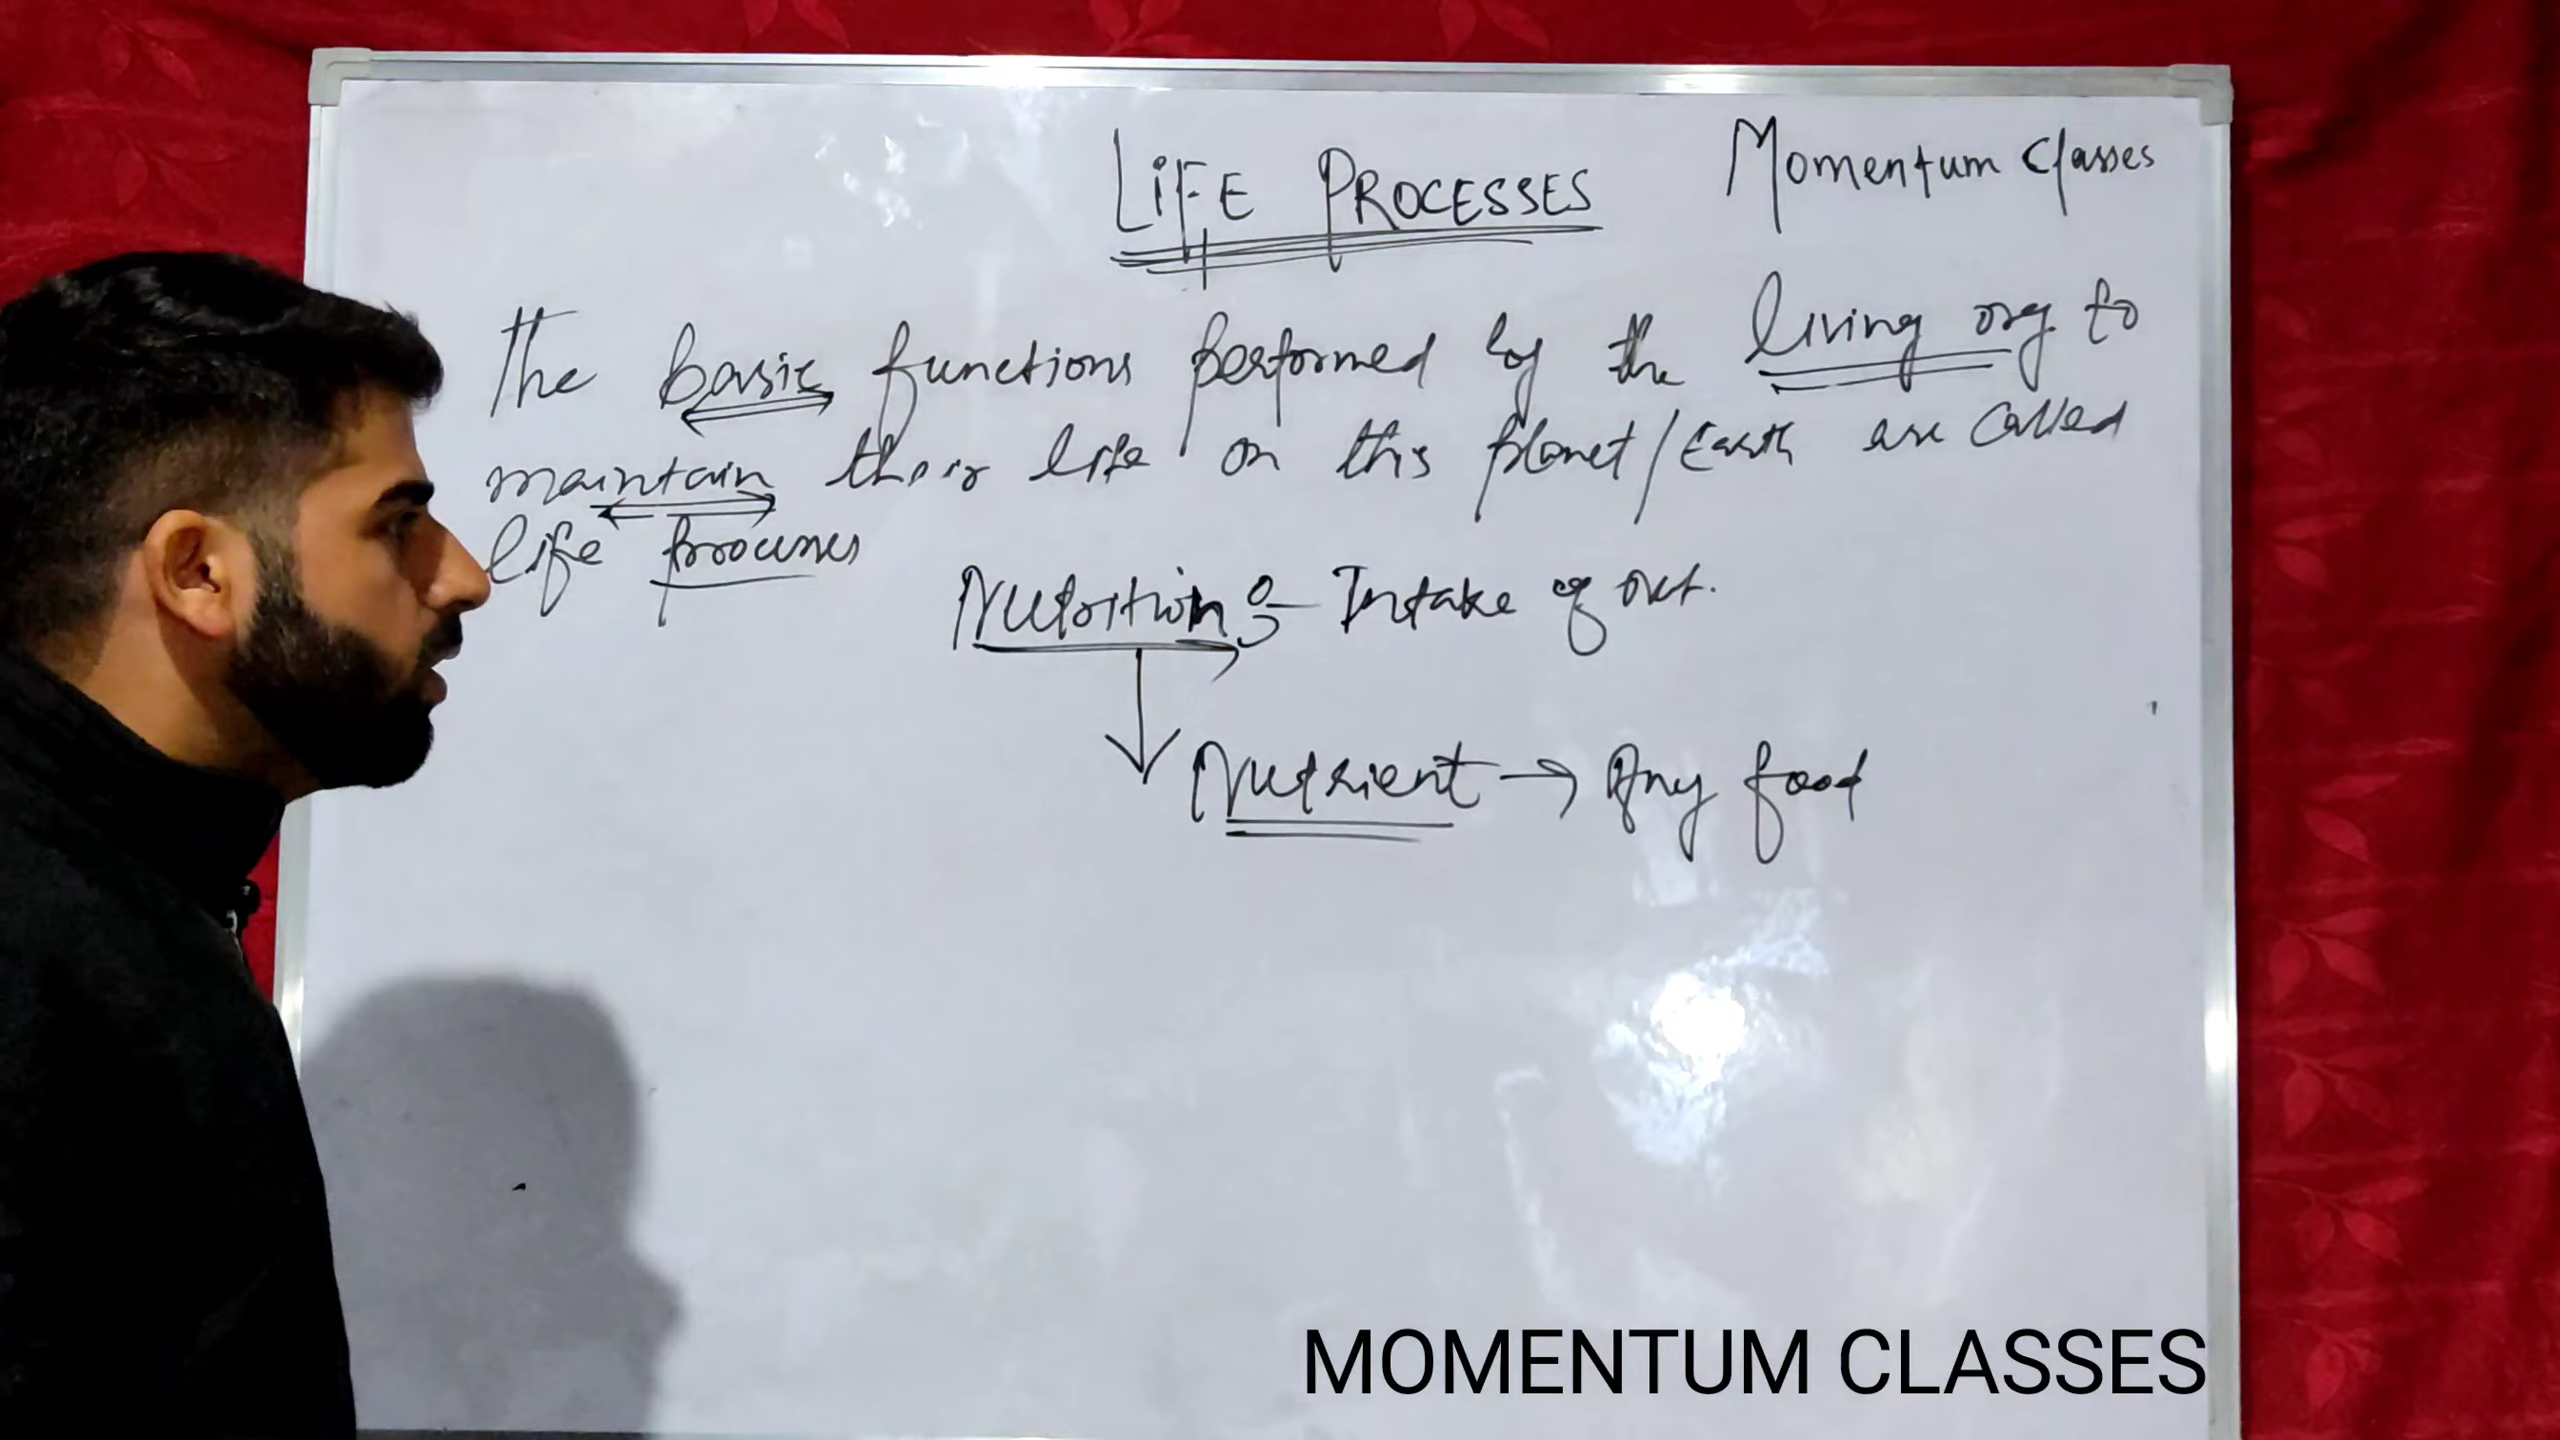 LiFE PROCESSES
Momentum Classes
The basic functions performed by the living org to
maintain their life on this planet/Earth are called
life processes
Nutrition :- Intake of
Nutrient → Any food
MOMENTUM CLASSES